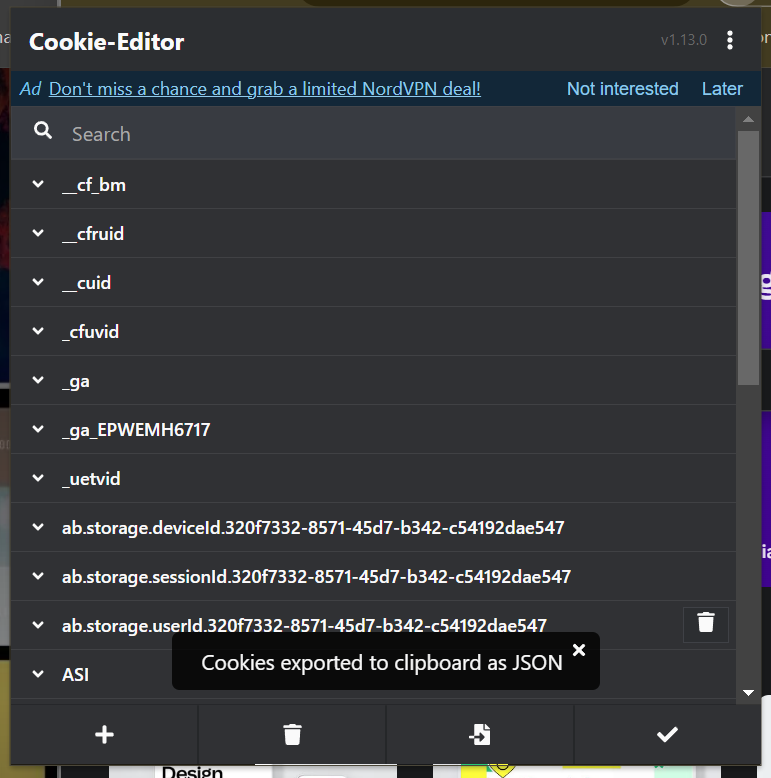 Cookie-Editor
v1.13.0
Ad Don't miss a chance and grab a limited NordVPN deal!
Not interested
Later
Search
__cf_bm
__cfruid
__cuid
_cfuvid
_ga
_ga_EPWEMH6717
_uetvid
ab.storage.deviceId.320f7332-8571-45d7-b342-c54192dae547
ab.storage.sessionId.320f7332-8571-45d7-b342-c54192dae547
ab.storage.userId.320f7332-8571-45d7-b342-c54192dae547
Cookies exported to clipboard as JSON
ASI
Design